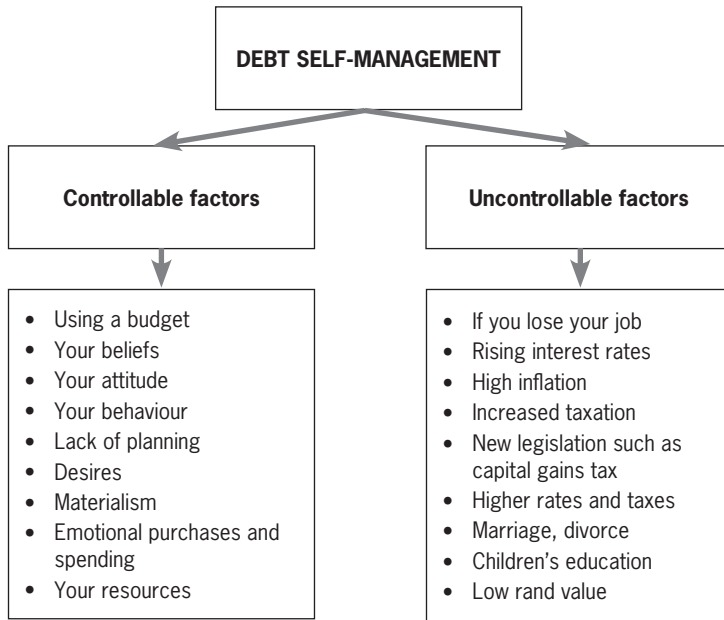 DEBT SELF-MANAGEMENT
Controllable factors
• Using a budget
• Your beliefs
• Your attitude
• Your behaviour
• Lack of planning
• Desires
• Materialism
• Emotional purchases and
spending
• Your resources
Uncontrollable factors
• If you lose your job
• Rising interest rates
• High inflation
• Increased taxation
• New legislation such as
capital gains tax
• Higher rates and taxes
• Marriage, divorce
• Children’s education
• Low rand value